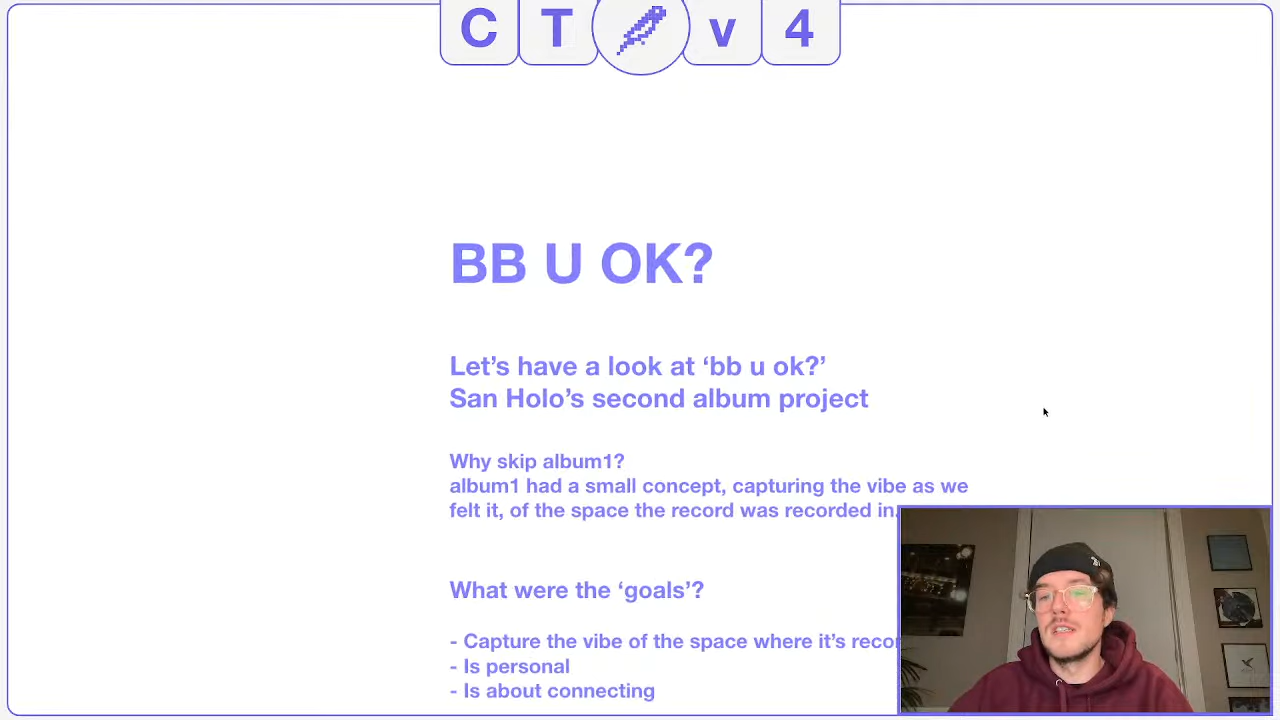 C T v 4
BB U OK?
Let’s have a look at ‘bb u ok?’
San Holo’s second album project
Why skip album1?
album1 had a small concept, capturing the vibe as we
felt it, of the space the record was recorded in.
What were the ‘goals’?
- Capture the vibe of the space where it’s recor
- Is personal
- Is about connecting